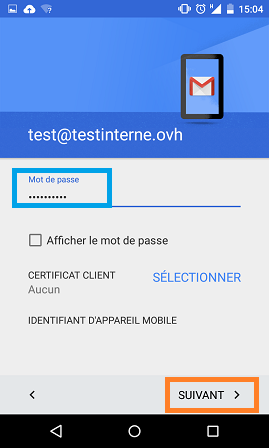 15:04
test@testinterne.ovh
Mot de passe
••••••••••
Afficher le mot de passe
CERTIFICAT CLIENT
SÉLECTIONNER
Aucun
IDENTIFIANT D'APPAREIL MOBILE
SUIVANT